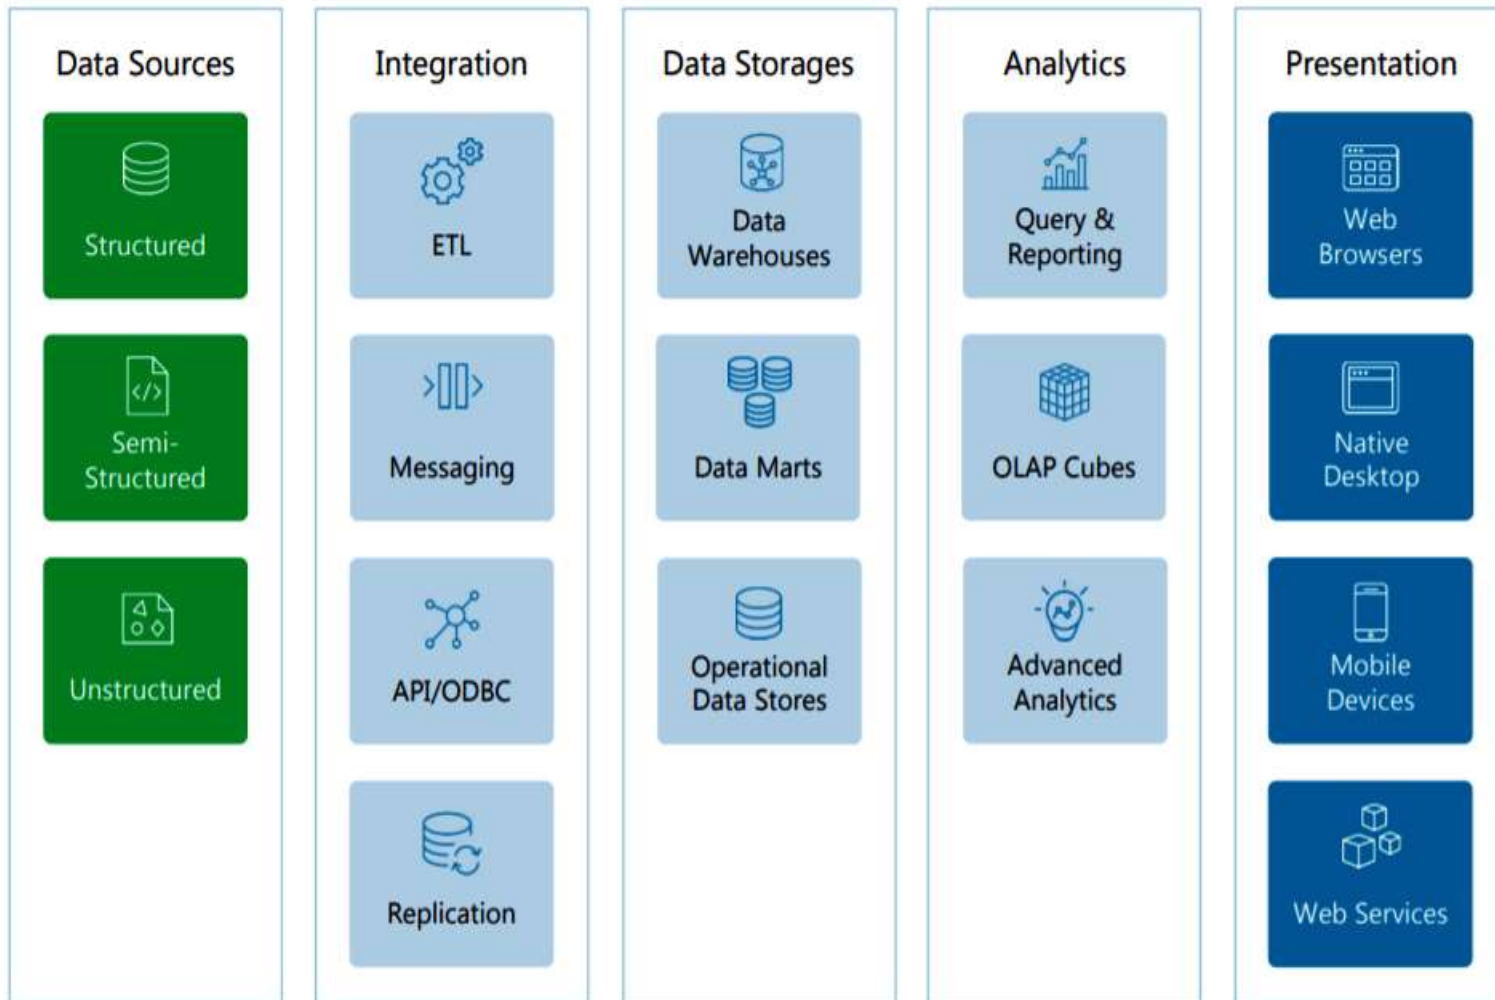 Data Sources
Structured
Semi-
Structured
Unstructured
Integration
ETL
Messaging
API/ODBC
Replication
Data Storages
Data
Warehouses
Data Marts
Operational
Data Stores
Analytics
Query &
Reporting
OLAP Cubes
Advanced
Analytics
Presentation
Web
Browsers
Native
Desktop
Mobile
Devices
Web Services